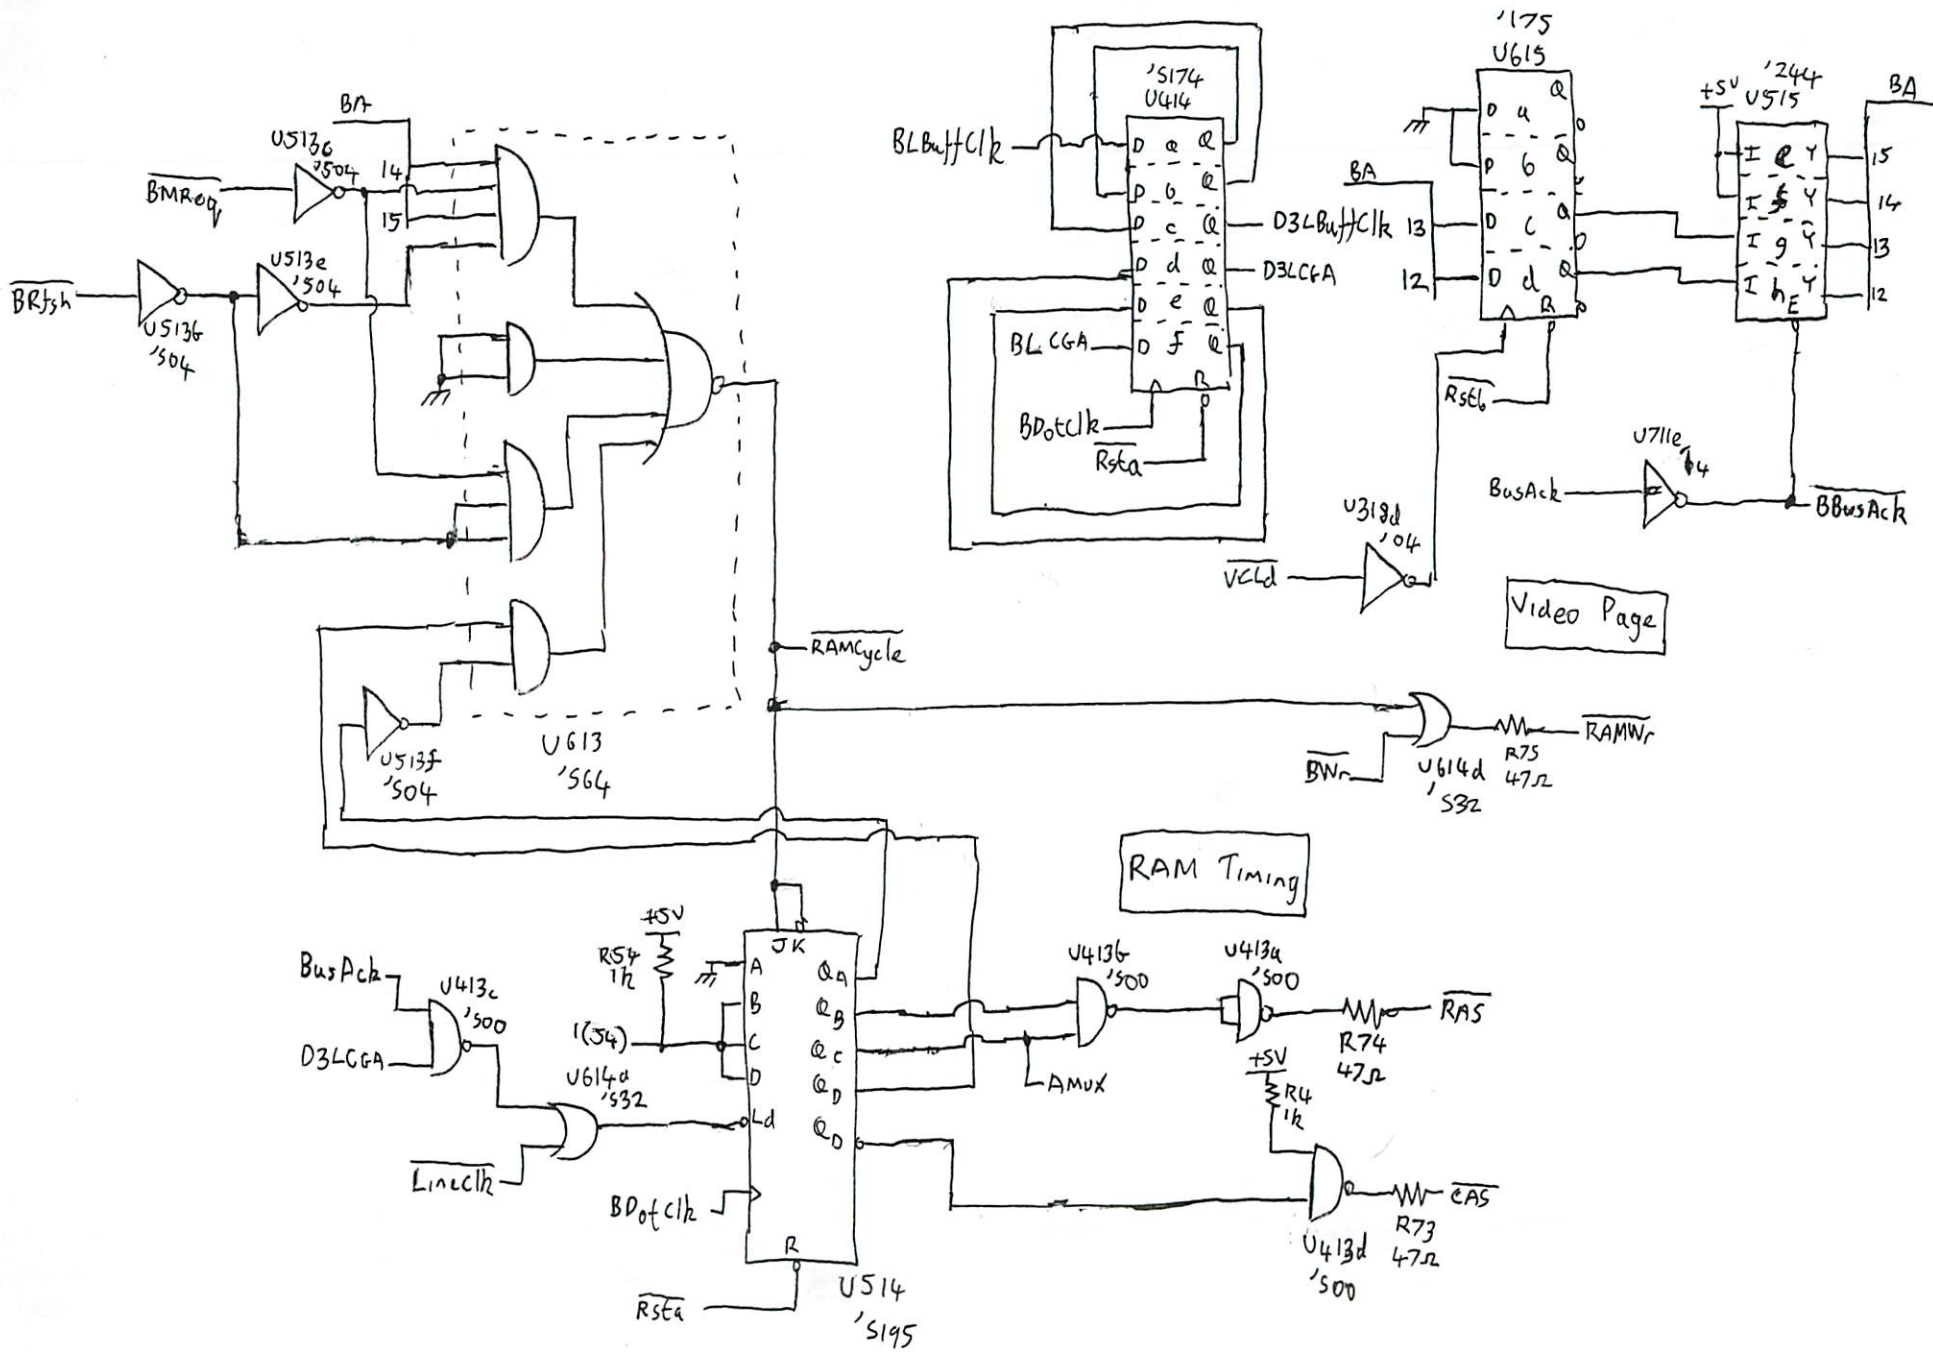 BA
U513c
'S04
BMReq
14
15
BRfsh
U513b
'S04
U513e
'S04
U513f
'S04
U613
'S64
RAMCycle
'S174
U414
BLBuffClk
D a Q
D b Q
D c Q
D d Q
D e Q
D f Q
R
D3LBuffClk
D3LCGA
BLCGA
BDotClk
Rsta
'175
U615
Q
D a
D b Q
D c Q
D d Q
R
BA
13
12
Rstb
+5V
'244
U515
BA
I e Y 15
I f Y 14
I g Y 13
I h Y 12
E
U711e
BusAck
BBusAck
U318d
'04
VCLd
Video Page
BWr
U614d
'S32
R75
47Ω
RAMWr
RAM Timing
BusAck
U413c
'S00
D3LCGA
U614a
'S32
LineClk
+5V
R54
1k
1(54)
J K
A
B
C
D
Ld
QA
QB
QC
QD
QD
R
BDotClk
Rsta
U514
'S195
U413b
'S00
U413a
'S00
AMUX
R74
47Ω
RAS
+5V
R4
1k
U413d
'S00
R73
47Ω
CAS